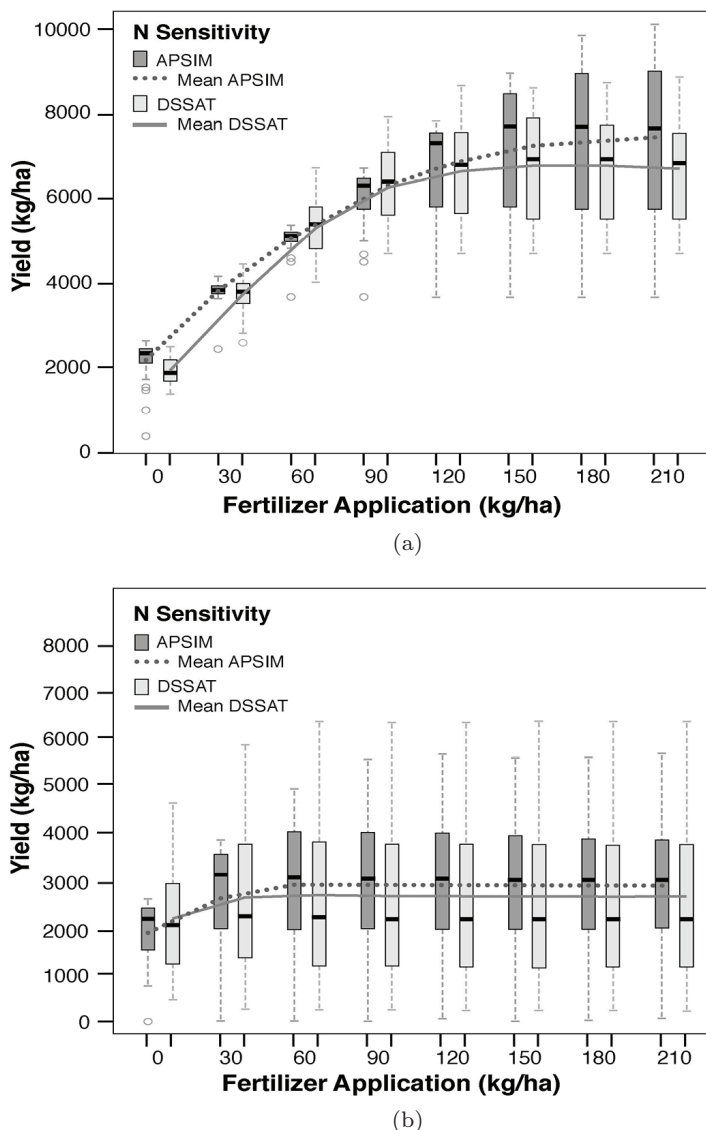 N Sensitivity
APSIM
Mean APSIM
DSSAT
Mean DSSAT
Yield (kg/ha)
10000
8000
6000
4000
2000
0
0 30 60 90 120 150 180 210
Fertilizer Application (kg/ha)
(a)
N Sensitivity
APSIM
Mean APSIM
DSSAT
Mean DSSAT
Yield (kg/ha)
8000
7000
6000
5000
4000
3000
2000
1000
0
0 30 60 90 120 150 180 210
Fertilizer Application (kg/ha)
(b)